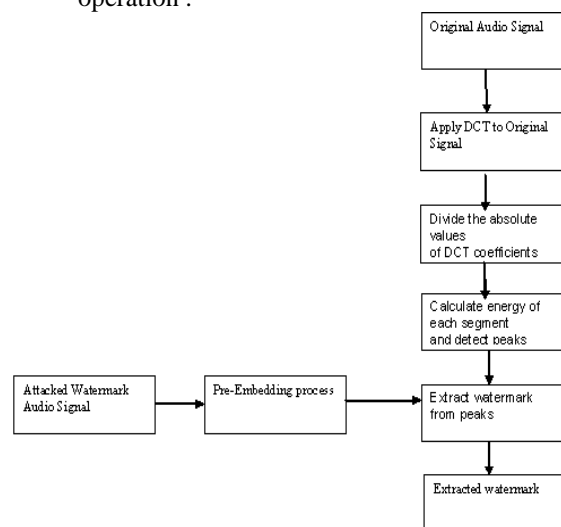 operation .
Original Audio Signal
Apply DCT to Original
Signal
Divide the absolute
values
of DCT coefficients
Calculate energy of
each segment
and detect peaks
Attacked Watermark
Audio Signal
Pre-Embedding process
Extract watermark
from peaks
Extracted watermark